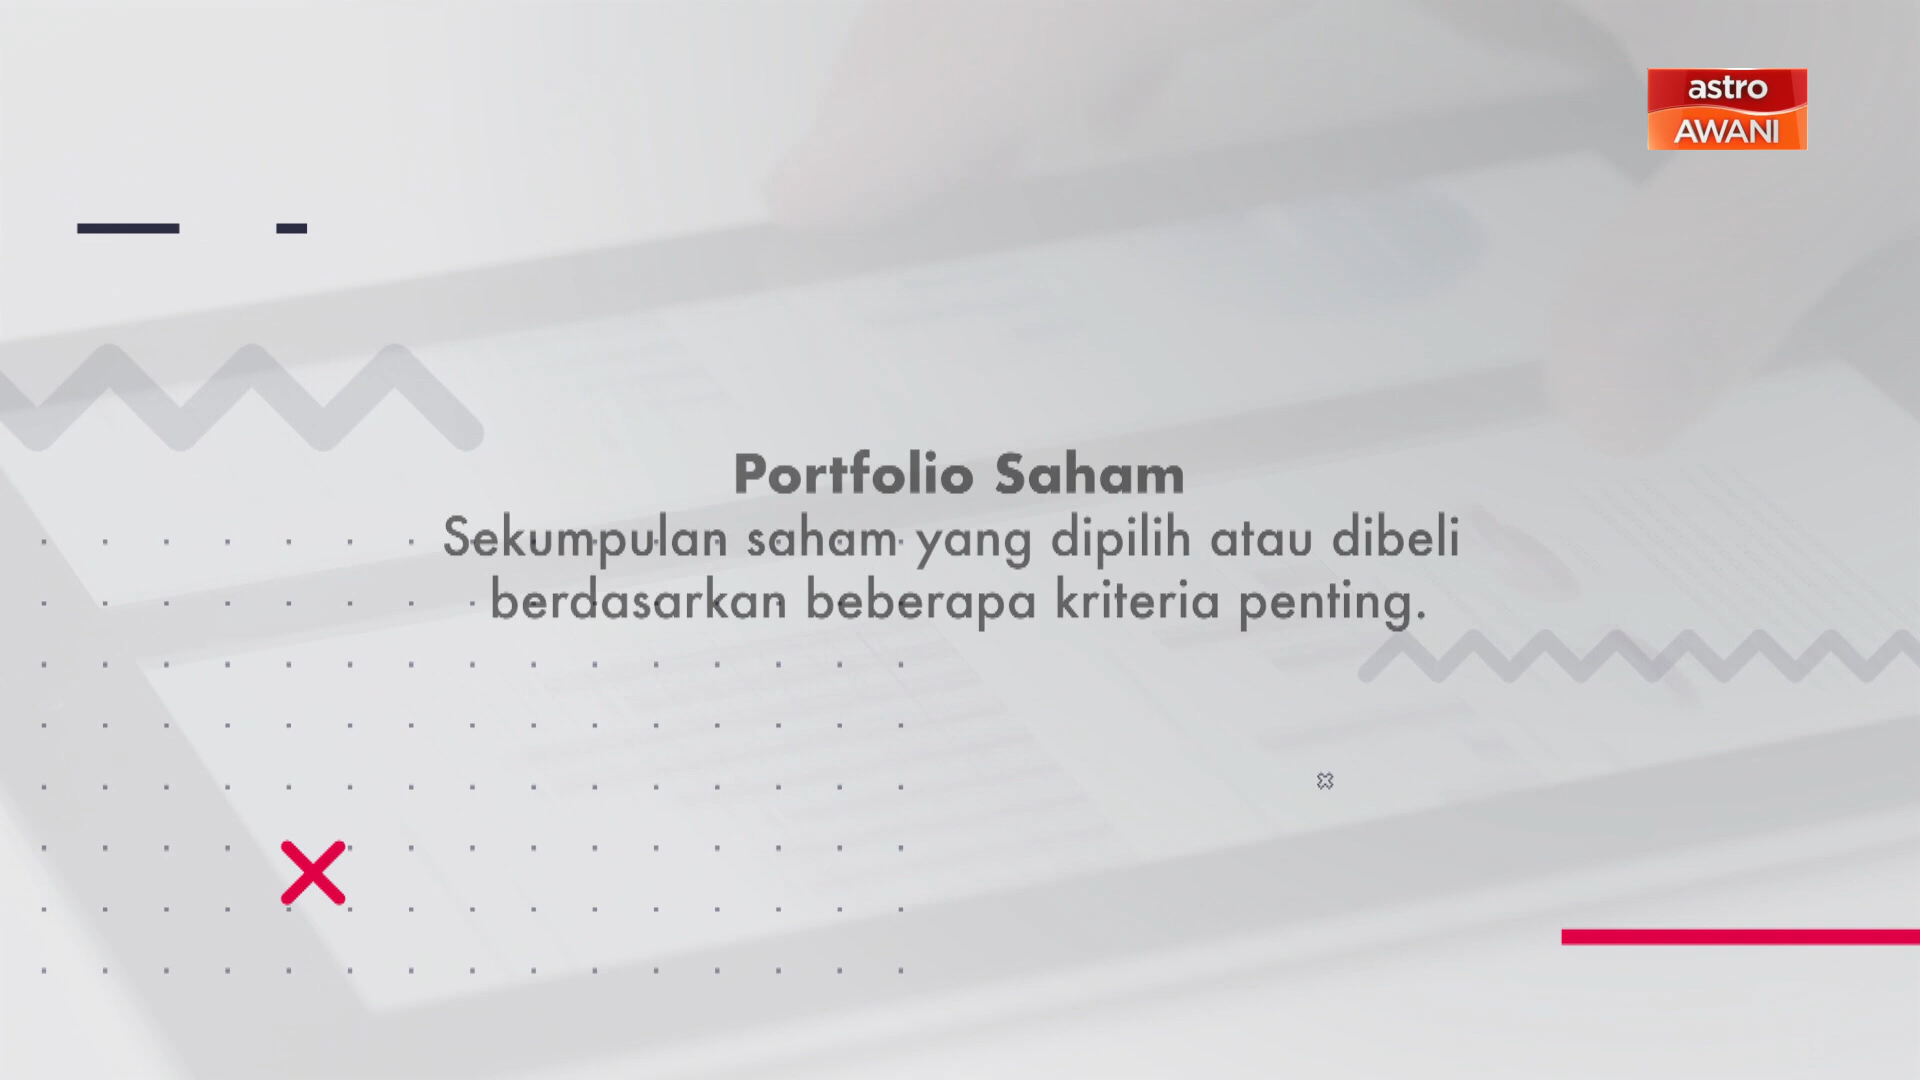 astro
AWANI
Portfolio Saham
Sekumpulan saham yang dipilih atau dibeli
berdasarkan beberapa kriteria penting.